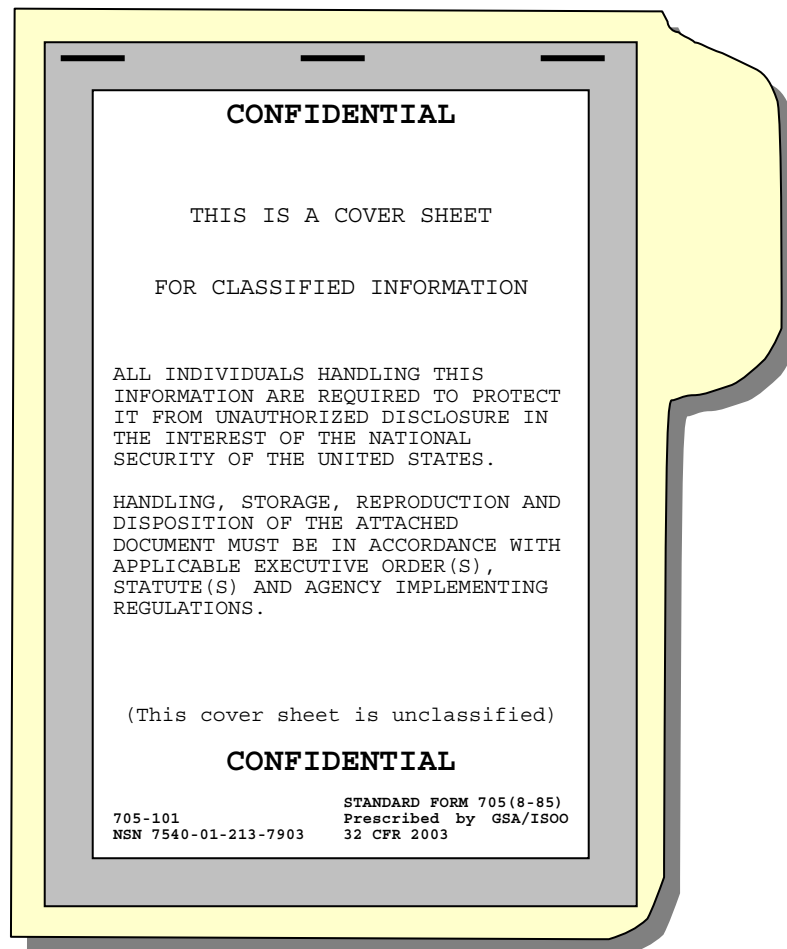 CONFIDENTIAL
THIS IS A COVER SHEET
FOR CLASSIFIED INFORMATION
ALL INDIVIDUALS HANDLING THIS
INFORMATION ARE REQUIRED TO PROTECT
IT FROM UNAUTHORIZED DISCLOSURE IN
THE INTEREST OF THE NATIONAL
SECURITY OF THE UNITED STATES.
HANDLING, STORAGE, REPRODUCTION AND
DISPOSITION OF THE ATTACHED
DOCUMENT MUST BE IN ACCORDANCE WITH
APPLICABLE EXECUTIVE ORDER(S),
STATUTE(S) AND AGENCY IMPLEMENTING
REGULATIONS.
(This cover sheet is unclassified)
CONFIDENTIAL
STANDARD FORM 705(8-85)
705-101 Prescribed by GSA/ISOO
NSN 7540-01-213-7903 32 CFR 2003